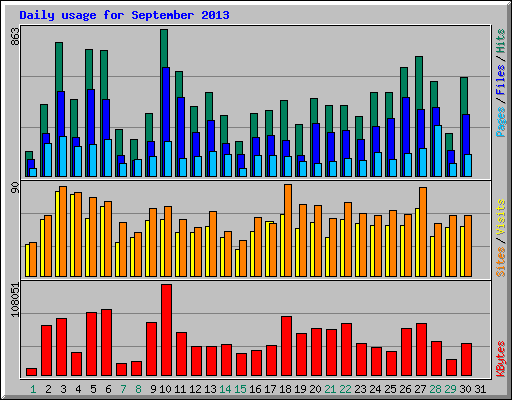 Daily usage for September 2013
863
Pages / Files / Hits
90
Sites / Visits
108051
KBytes
1 2 3 4 5 6 7 8 9 10 11 12 13 14 15 16 17 18 19 20 21 22 23 24 25 26 27 28 29 30 31